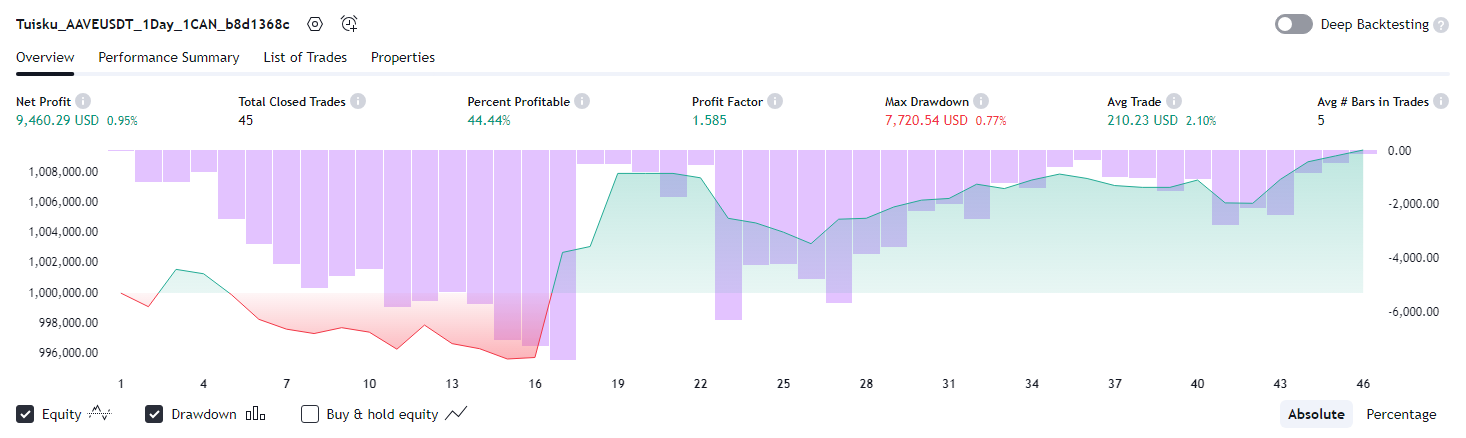 Tuisku_AAVEUSDT_1Day_1CAN_b8d1368c Deep Backtesting ?
Overview Performance Summary List of Trades Properties
Net Profit i Total Closed Trades i Percent Profitable i Profit Factor i Max Drawdown i Avg Trade i Avg # Bars in Trades i
9,460.29 USD 0.95% 45 44.44% 1.585 7,720.54 USD 0.77% 210.23 USD 2.10% 5
0.00
1,008,000.00
1,006,000.00 -2,000.00
1,004,000.00
1,002,000.00 -4,000.00
1,000,000.00
998,000.00 -6,000.00
996,000.00
1 4 7 10 13 16 19 22 25 28 31 34 37 40 43 46
Equity Drawdown Buy & hold equity Absolute Percentage